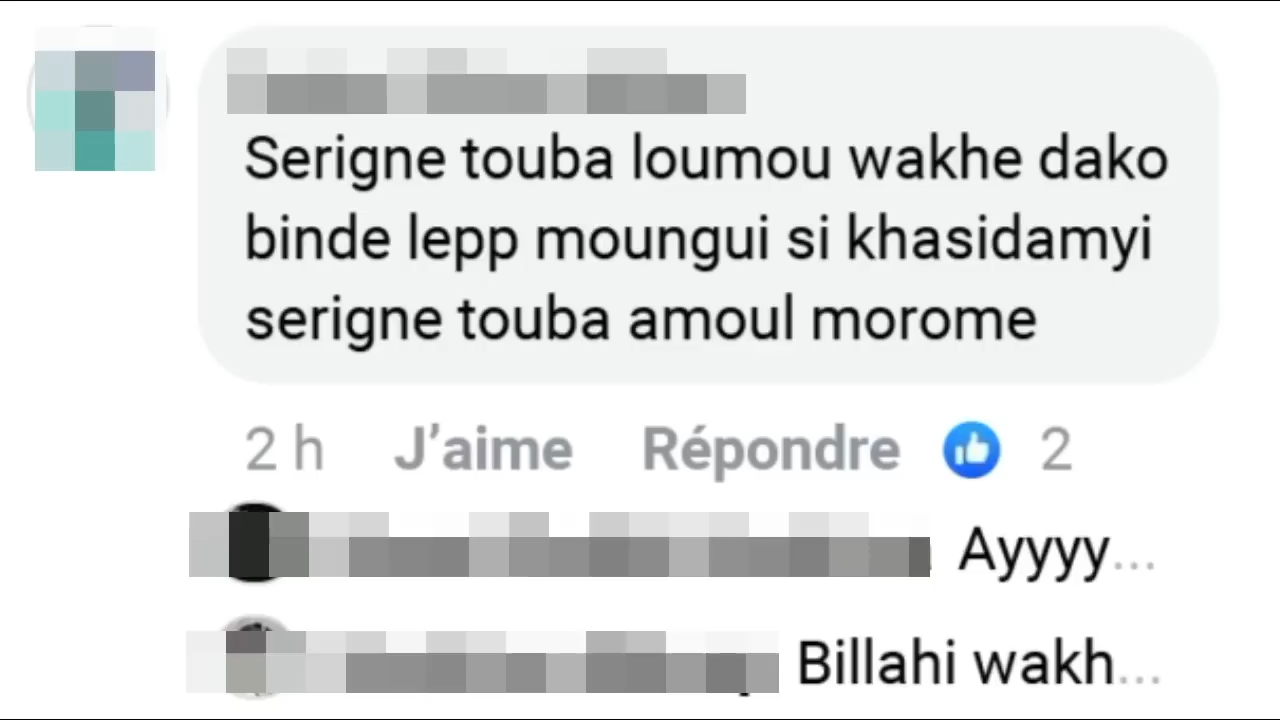 Serigne touba loumou wakhe dako
binde lepp moungui si khasidamyi
serigne touba amoul morome
2 h J’aime Répondre 2
Ayyyy...
Billahi wakh...